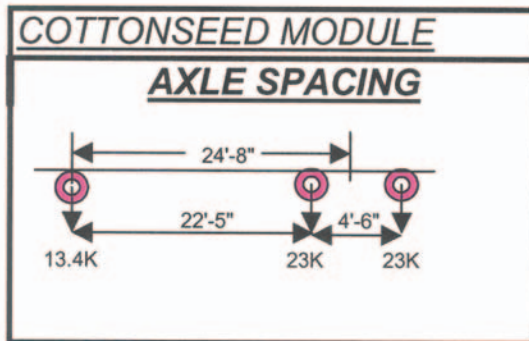 COTTONSEED MODULE
AXLE SPACING
24'-8"
22'-5" 4'-6"
13.4K 23K 23K